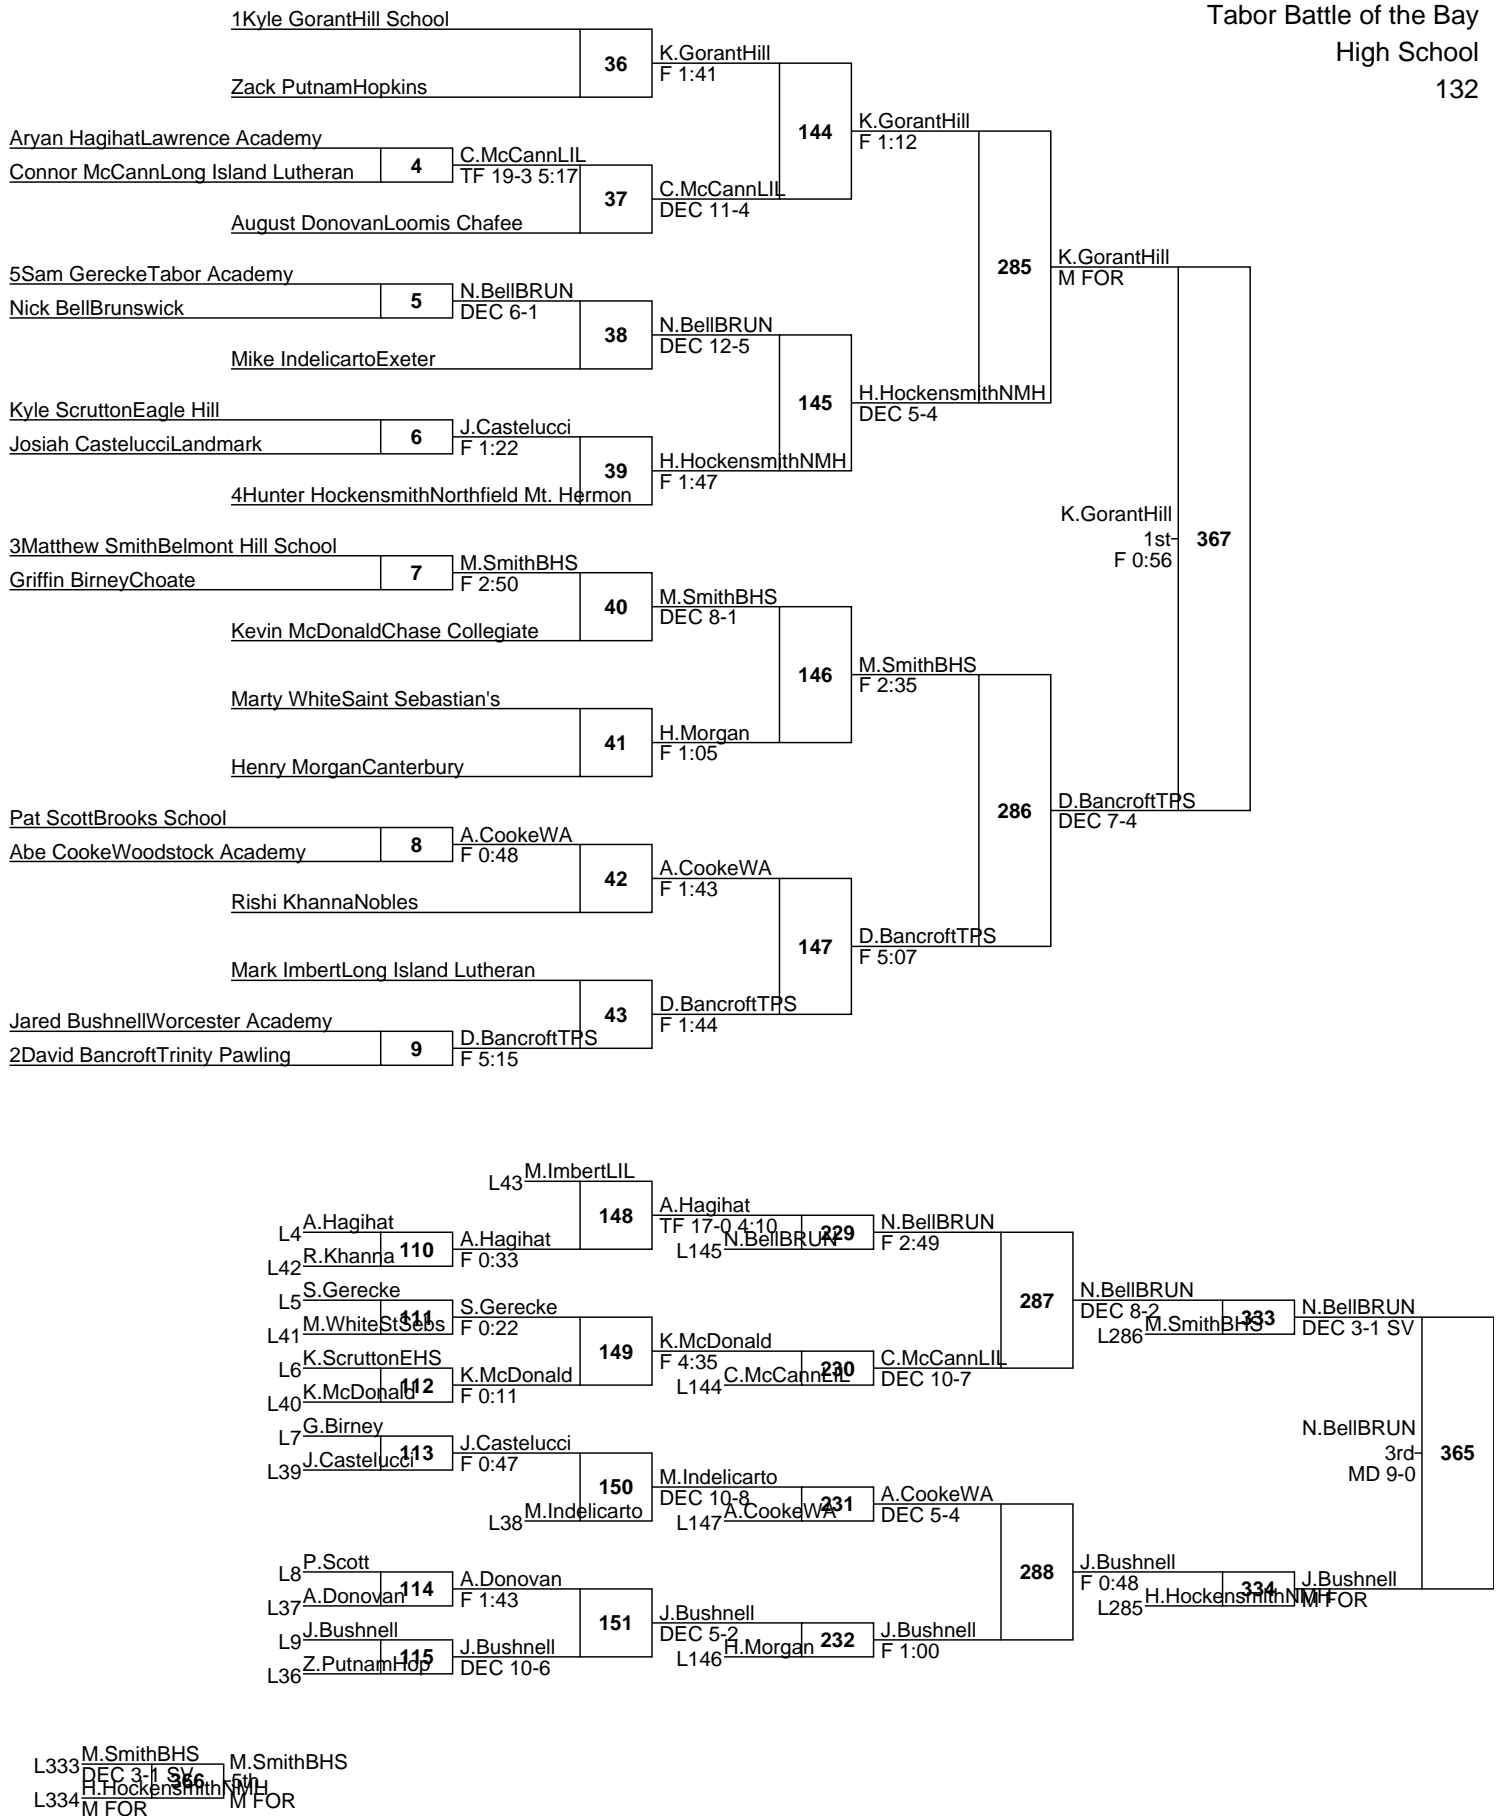 Tabor Battle of the Bay
High School
132
1Kyle GorantHill School
36
K.GorantHill
F 1:41
Zack PutnamHopkins
144
K.GorantHill
F 1:12
Aryan HagihatLawrence Academy
4
C.McCannLIL
TF 19-3 5:17
Connor McCannLong Island Lutheran
37
C.McCannLIL
DEC 11-4
August DonovanLoomis Chafee
285
K.GorantHill
M FOR
5Sam GereckeTabor Academy
5
N.BellBRUN
DEC 6-1
Nick BellBrunswick
38
N.BellBRUN
DEC 12-5
Mike IndelicartoExeter
145
H.HockensmithNMH
DEC 5-4
Kyle ScruttonEagle Hill
6
J.Castelucci
F 1:22
Josiah CastelucciLandmark
39
H.HockensmithNMH
F 1:47
4Hunter HockensmithNorthfield Mt. Hermon
K.GorantHill
1st
F 0:56
367
3Matthew SmithBelmont Hill School
7
M.SmithBHS
F 2:50
Griffin BirneyChoate
40
M.SmithBHS
DEC 8-1
Kevin McDonaldChase Collegiate
146
M.SmithBHS
F 2:35
Marty WhiteSaint Sebastian's
41
H.Morgan
F 1:05
Henry MorganCanterbury
286
D.BancroftTPS
DEC 7-4
Pat ScottBrooks School
8
A.CookeWA
F 0:48
Abe CookeWoodstock Academy
42
A.CookeWA
F 1:43
Rishi KhannaNobles
147
D.BancroftTPS
F 5:07
Mark ImbertLong Island Lutheran
43
D.BancroftTPS
F 1:44
Jared BushnellWorcester Academy
9
D.BancroftTPS
F 5:15
2David BancroftTrinity Pawling
L43 M.ImbertLIL
148
A.Hagihat
TF 17-0 4:10
L4 A.Hagihat
110
A.Hagihat
F 0:33
L42 R.Khanna
L145 N.BellBRUN
229
N.BellBRUN
F 2:49
L5 S.Gerecke
111
S.Gerecke
F 0:22
L41 M.WhiteStSebs
287
N.BellBRUN
DEC 8-2
L286 M.SmithBHS
333
N.BellBRUN
DEC 3-1 SV
149
K.McDonald
F 4:35
L6 K.ScruttonEHS
112
K.McDonald
F 0:11
L40 K.McDonald
L144 C.McCannLIL
230
C.McCannLIL
DEC 10-7
L7 G.Birney
113
J.Castelucci
F 0:47
L39 J.Castelucci
N.BellBRUN
3rd
MD 9-0
365
150
M.Indelicarto
DEC 10-8
L38 M.Indelicarto
L147 A.CookeWA
231
A.CookeWA
DEC 5-4
L8 P.Scott
114
A.Donovan
F 1:43
L37 A.Donovan
288
J.Bushnell
F 0:48
L285 H.HockensmithNMH
334
J.Bushnell
M FOR
151
J.Bushnell
DEC 5-2
L9 J.Bushnell
115
J.Bushnell
DEC 10-6
L36 Z.PutnamHop
L146 H.Morgan
232
J.Bushnell
F 1:00
L333 M.SmithBHS
DEC 3-1 SV
366
M.SmithBHS
5th
M FOR
L334 H.HockensmithNMH
M FOR